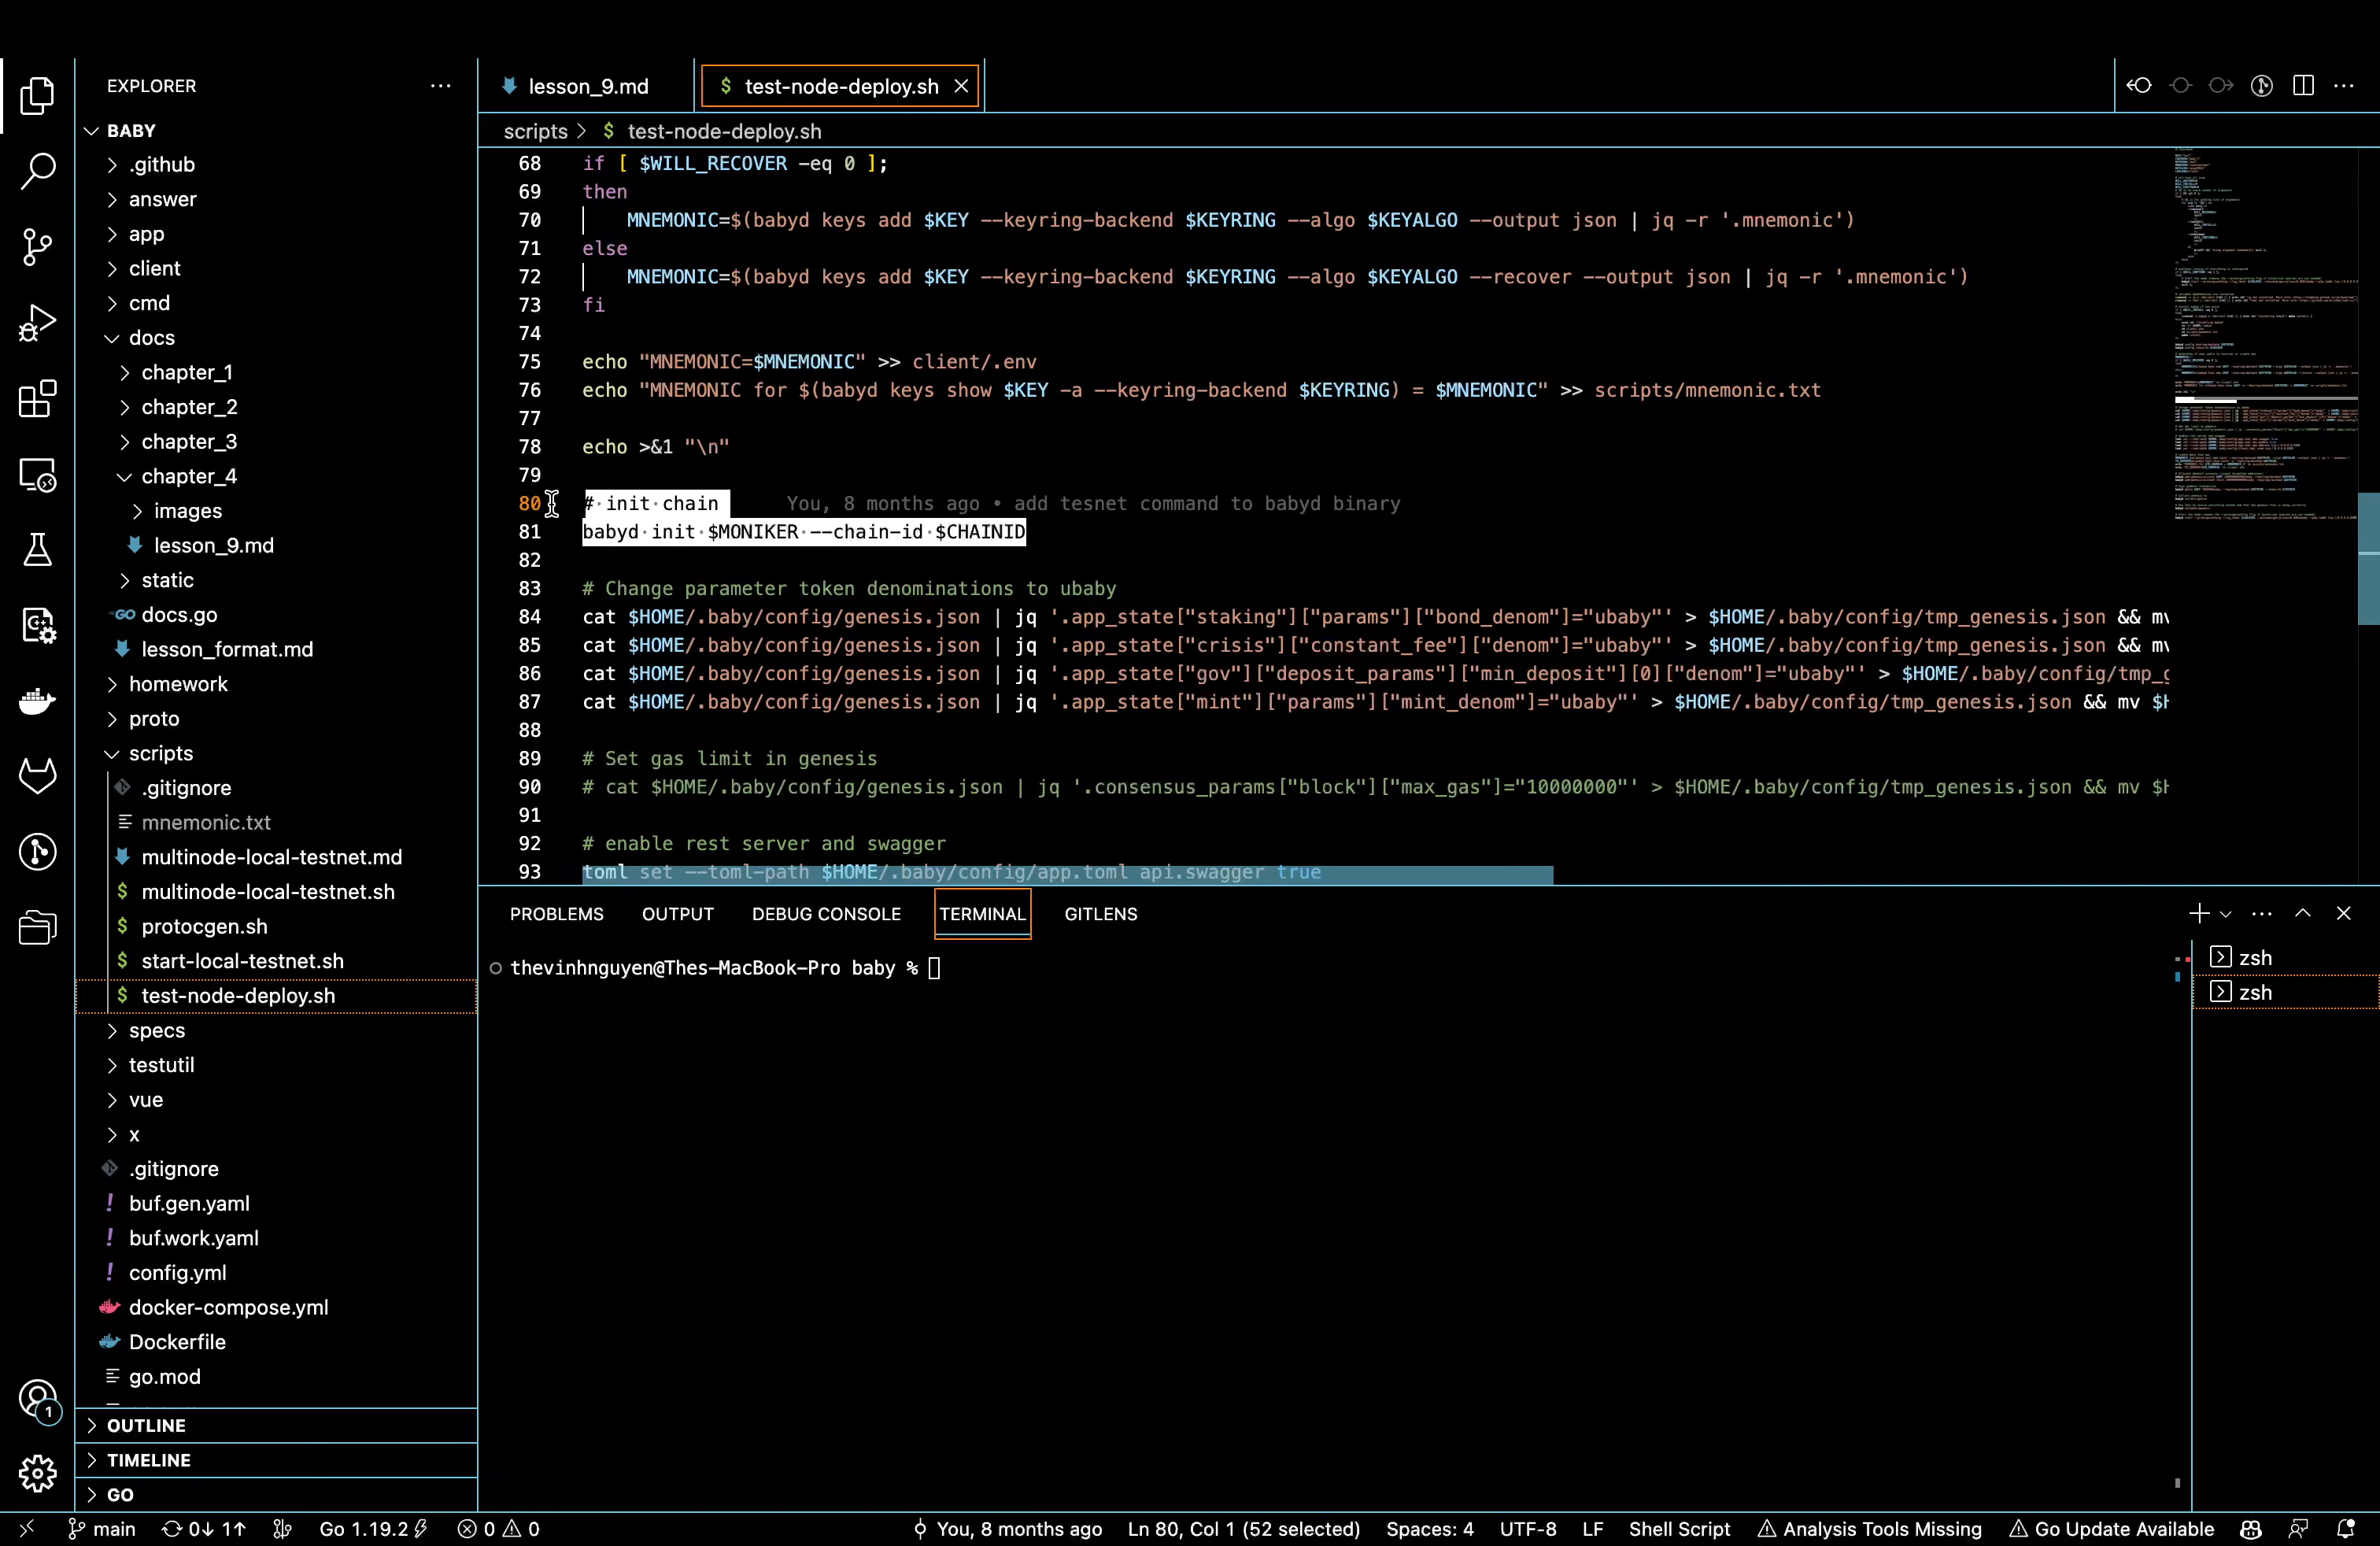 EXPLORER
BABY
.github
answer
app
client
cmd
docs
chapter_1
chapter_2
chapter_3
chapter_4
images
lesson_9.md
static
docs.go
lesson_format.md
homework
proto
scripts
.gitignore
mnemonic.txt
multinode-local-testnet.md
multinode-local-testnet.sh
protocgen.sh
start-local-testnet.sh
test-node-deploy.sh
specs
testutil
vue
x
.gitignore
buf.gen.yaml
buf.work.yaml
config.yml
docker-compose.yml
Dockerfile
go.mod
OUTLINE
TIMELINE
GO
lesson_9.md
$ test-node-deploy.sh
scripts > $ test-node-deploy.sh
68 if [ $WILL_RECOVER -eq 0 ];
69 then
70 MNEMONIC=$(babyd keys add $KEY --keyring-backend $KEYRING --algo $KEYALGO --output json | jq -r '.mnemonic')
71 else
72 MNEMONIC=$(babyd keys add $KEY --keyring-backend $KEYRING --algo $KEYALGO --recover --output json | jq -r '.mnemonic')
73 fi
74
75 echo "MNEMONIC=$MNEMONIC" >> client/.env
76 echo "MNEMONIC for $(babyd keys show $KEY -a --keyring-backend $KEYRING) = $MNEMONIC" >> scripts/mnemonic.txt
77
78 echo >&1 "\n"
79
80 # init chain You, 8 months ago • add tesnet command to babyd binary
81 babyd init $MONIKER --chain-id $CHAINID
82
83 # Change parameter token denominations to ubaby
84 cat $HOME/.baby/config/genesis.json | jq '.app_state["staking"]["params"]["bond_denom"]="ubaby"' > $HOME/.baby/config/tmp_genesis.json && mv
85 cat $HOME/.baby/config/genesis.json | jq '.app_state["crisis"]["constant_fee"]["denom"]="ubaby"' > $HOME/.baby/config/tmp_genesis.json && mv
86 cat $HOME/.baby/config/genesis.json | jq '.app_state["gov"]["deposit_params"]["min_deposit"][0]["denom"]="ubaby"' > $HOME/.baby/config/tmp_g
87 cat $HOME/.baby/config/genesis.json | jq '.app_state["mint"]["params"]["mint_denom"]="ubaby"' > $HOME/.baby/config/tmp_genesis.json && mv $H
88
89 # Set gas limit in genesis
90 # cat $HOME/.baby/config/genesis.json | jq '.consensus_params["block"]["max_gas"]="10000000"' > $HOME/.baby/config/tmp_genesis.json && mv $H
91
92 # enable rest server and swagger
93 toml set --toml-path $HOME/.baby/config/app.toml api.swagger true
PROBLEMS OUTPUT DEBUG CONSOLE TERMINAL GITLENS
thevinhnguyen@Thes-MacBook-Pro baby %
zsh
zsh
1
main 0↓ 1↑ Go 1.19.2 0 0 You, 8 months ago Ln 80, Col 1 (52 selected) Spaces: 4 UTF-8 LF Shell Script Analysis Tools Missing Go Update Available